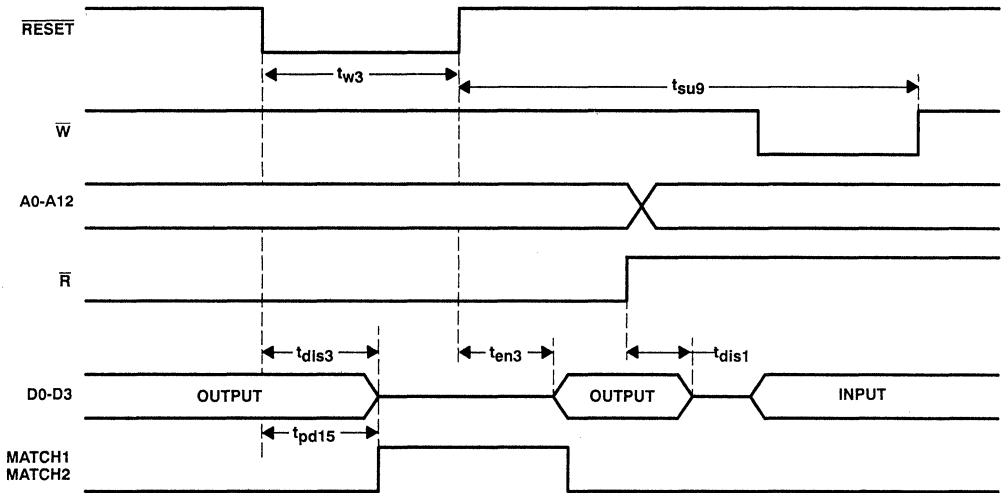 RESET
tw3
tsu9
W
A0-A12
R
tdis3
ten3
tdis1
D0-D3
OUTPUT
OUTPUT
INPUT
tpd15
MATCH1
MATCH2